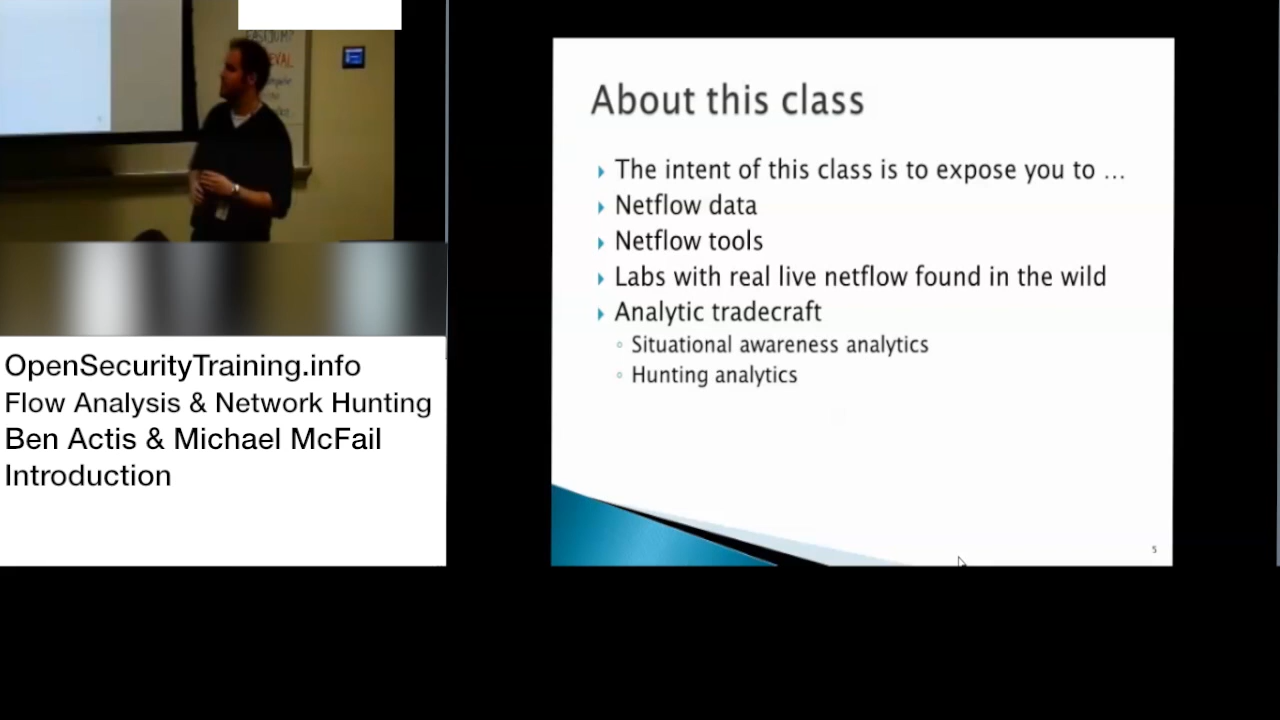 EVAL
OpenSecurityTraining.info
Flow Analysis & Network Hunting
Ben Actis & Michael McFail
Introduction
About this class
The intent of this class is to expose you to ...
Netflow data
Netflow tools
Labs with real live netflow found in the wild
Analytic tradecraft
Situational awareness analytics
Hunting analytics
5